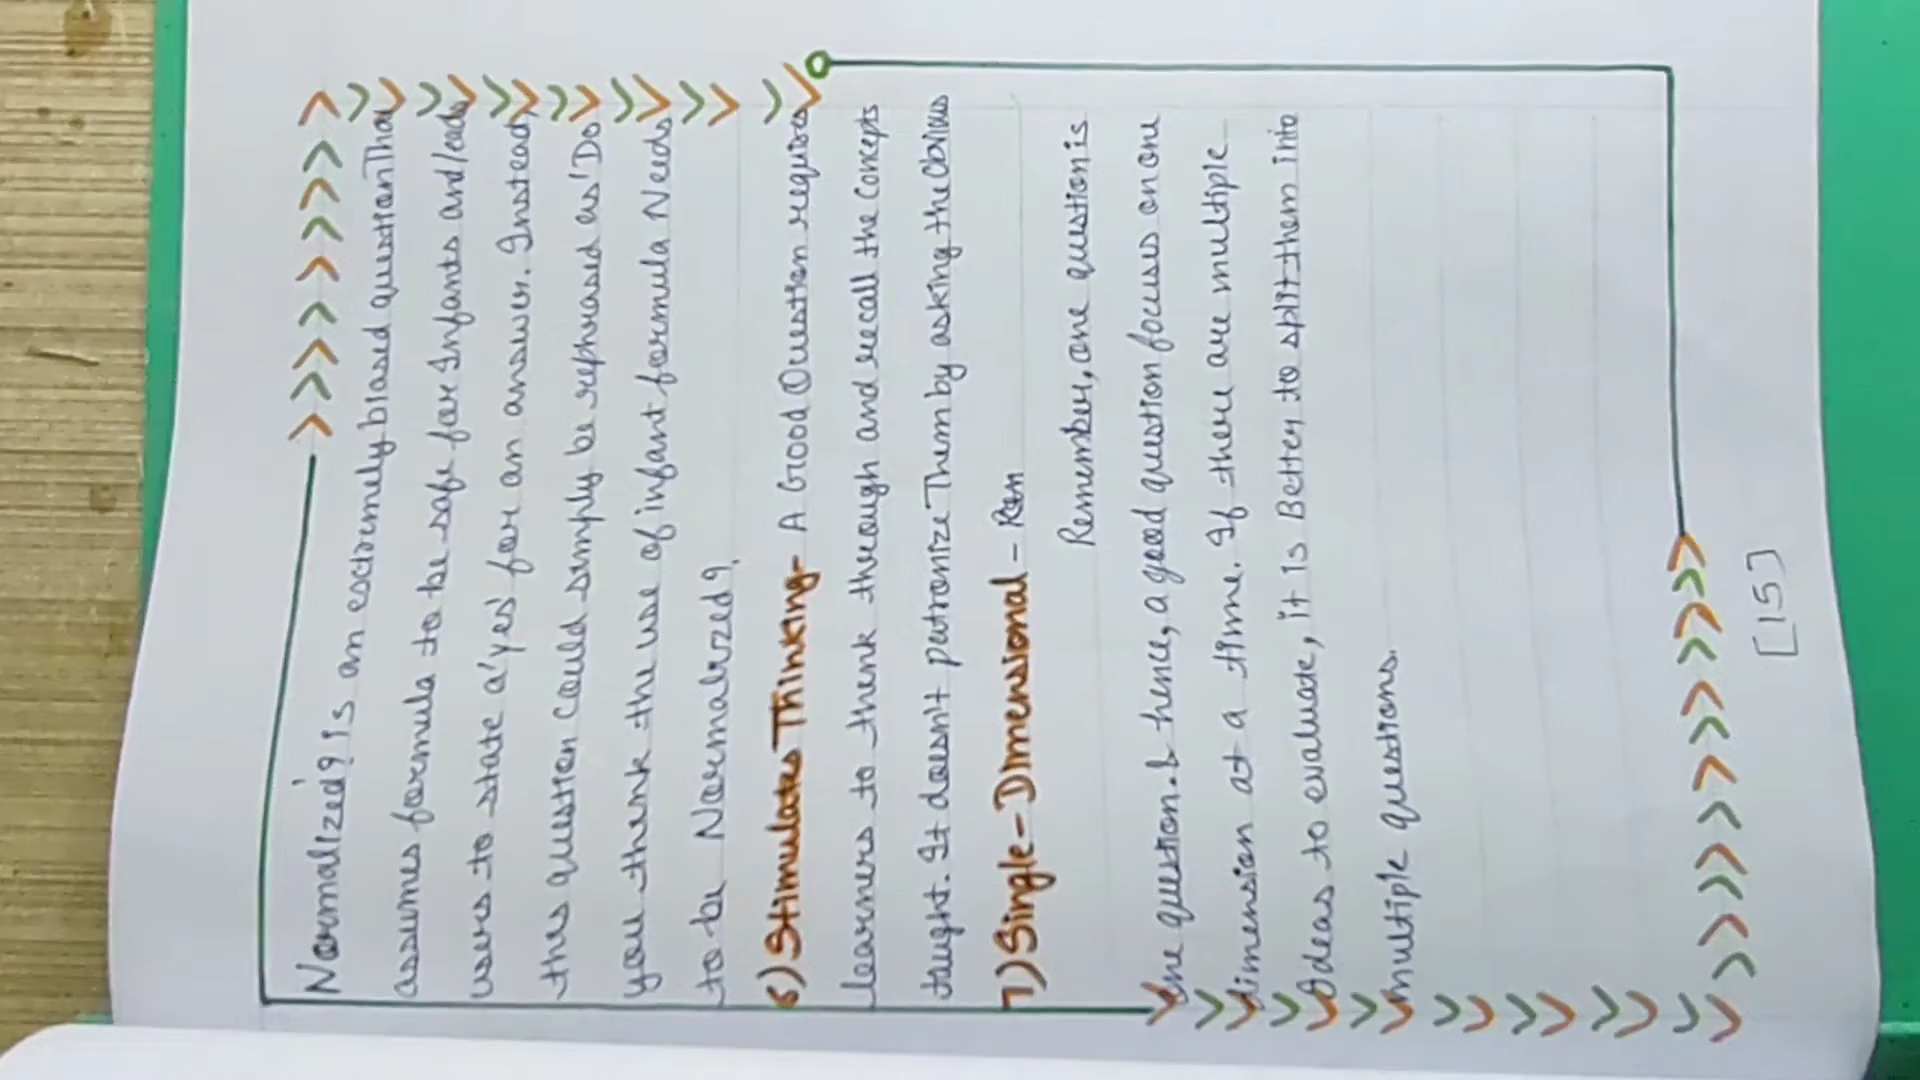 Normalized?' is
an extremely biased question That
assumes formula to be safe for Infants and leads
users to state a 'yes' for an answer. Instead,
this question could simply be rephrased as 'Do
you think the use of infant formula Needs
to be Normalized?
6) Stimulates Thinking- A Good Question requires
learners to think through and recall the concepts
taught. It doesn't patronize Them by asking the Obvious
7) Single-Dimensional - Rem
Remember, one question is
one question. & hence, a good question focuses on one
dimension at a time. If there are multiple
Ideas to evaluate, it is Better to split them into
multiple questions.
[15]